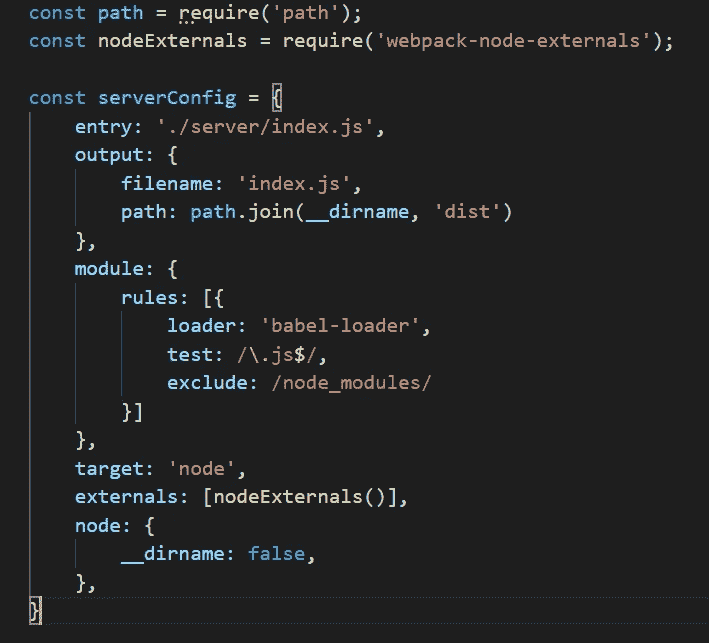 const path = require('path');
const nodeExternals = require('webpack-node-externals');
const serverConfig = {
    entry: './server/index.js',
    output: {
        filename: 'index.js',
        path: path.join(__dirname, 'dist')
    },
    module: {
        rules: [{
            loader: 'babel-loader',
            test: /\.js$/,
            exclude: /node_modules/
        }]
    },
    target: 'node',
    externals: [nodeExternals()],
    node: {
        __dirname: false,
    },
}